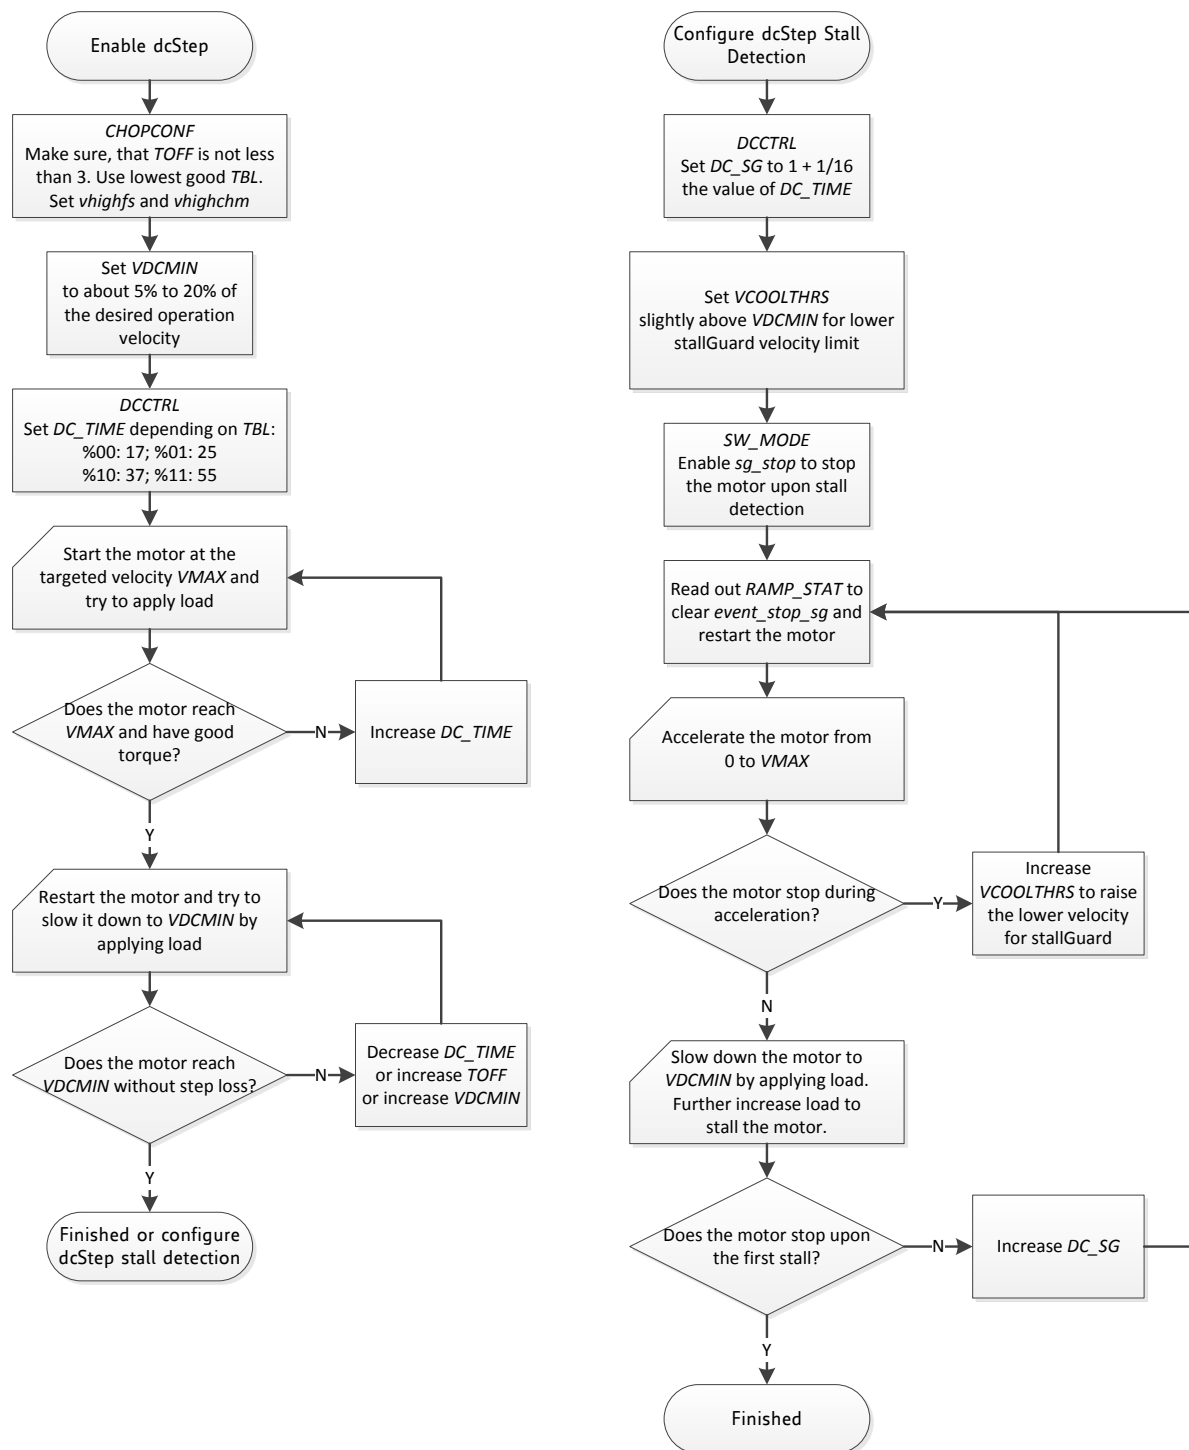 Enable dcStep
CHOPCONF
Make sure, that TOFF is not less
than 3. Use lowest good TBL.
Set vhighfs and vhighchm
Set VDCMIN
to about 5% to 20% of
the desired operation
velocity
DCCTRL
Set DC_TIME depending on TBL:
%00: 17; %01: 25
%10: 37; %11: 55
Start the motor at the
targeted velocity VMAX and
try to apply load
Does the motor reach
VMAX and have good
torque?
N
Increase DC_TIME
Y
Restart the motor and try to
slow it down to VDCMIN by
applying load
Does the motor reach
VDCMIN without step loss?
N
Decrease DC_TIME
or increase TOFF
or increase VDCMIN
Y
Finished or configure
dcStep stall detection
Configure dcStep Stall
Detection
DCCTRL
Set DC_SG to 1 + 1/16
the value of DC_TIME
Set VCOOLTHRS
slightly above VDCMIN for lower
stallGuard velocity limit
SW_MODE
Enable sg_stop to stop
the motor upon stall
detection
Read out RAMP_STAT to
clear event_stop_sg and
restart the motor
Accelerate the motor from
0 to VMAX
Does the motor stop during
acceleration?
Y
Increase
VCOOLTHRS to raise
the lower velocity
for stallGuard
N
Slow down the motor to
VDCMIN by applying load.
Further increase load to
stall the motor.
Does the motor stop upon
the first stall?
N
Increase DC_SG
Y
Finished